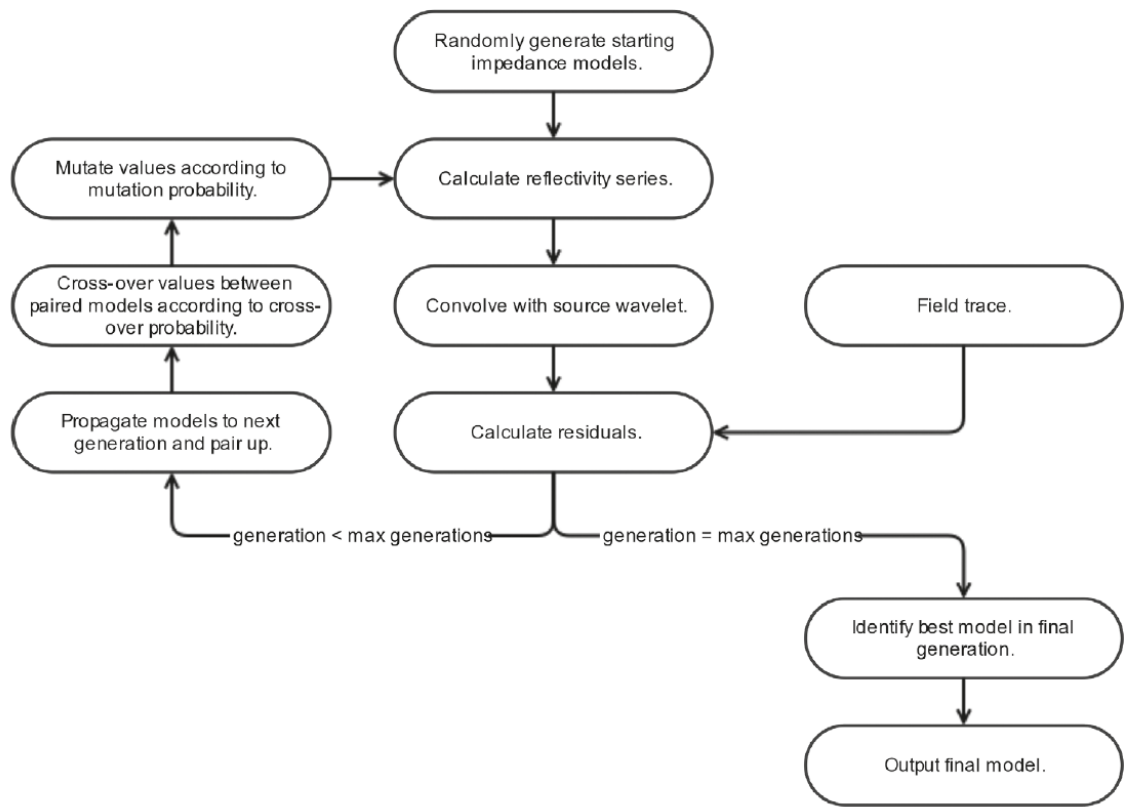 Randomly generate starting
impedance models.
Mutate values according to
mutation probability.
Calculate reflectivity series.
Cross-over values between
paired models according to cross-
over probability.
Convolve with source wavelet.
Field trace.
Propagate models to next
generation and pair up.
Calculate residuals.
generation < max generations
generation = max generations
Identify best model in final
generation.
Output final model.